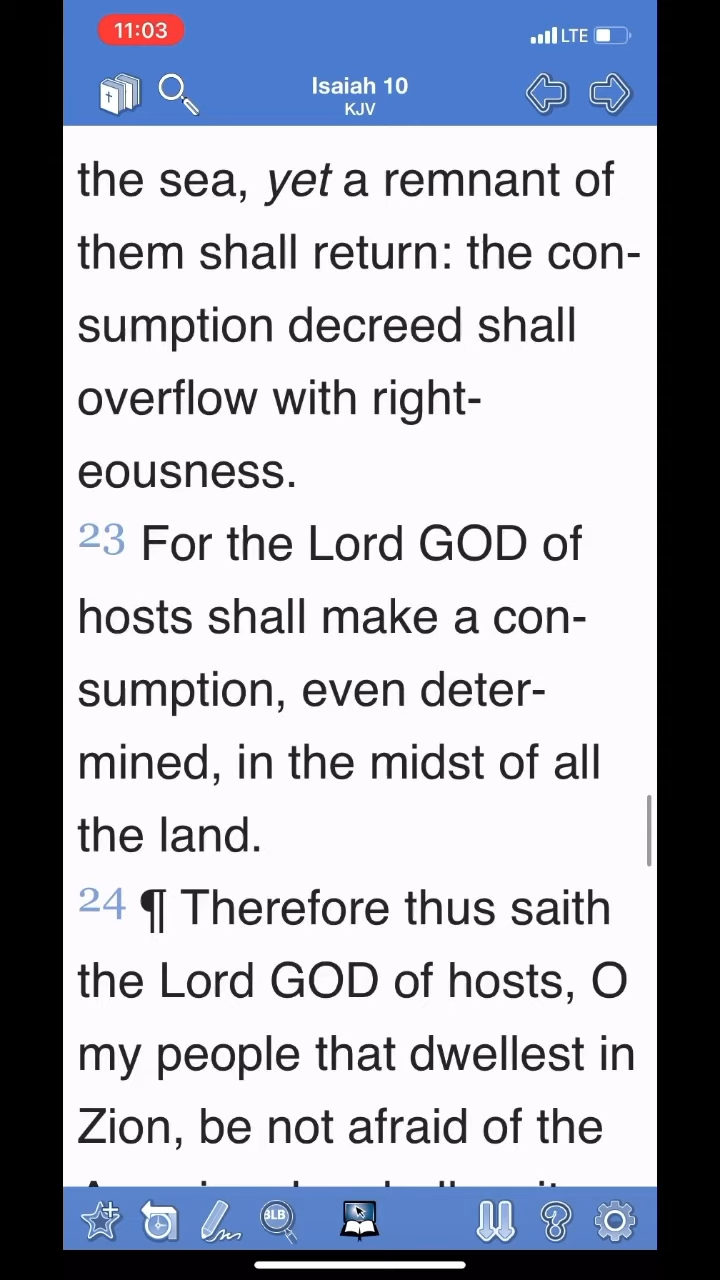 11:03
LTE
Isaiah 10
KJV
the sea, yet a remnant of
them shall return: the con-
sumption decreed shall
overflow with right-
eousness.
23 For the Lord GOD of
hosts shall make a con-
sumption, even deter-
mined, in the midst of all
the land.
24 ¶ Therefore thus saith
the Lord GOD of hosts, O
my people that dwellest in
Zion, be not afraid of the
BLB